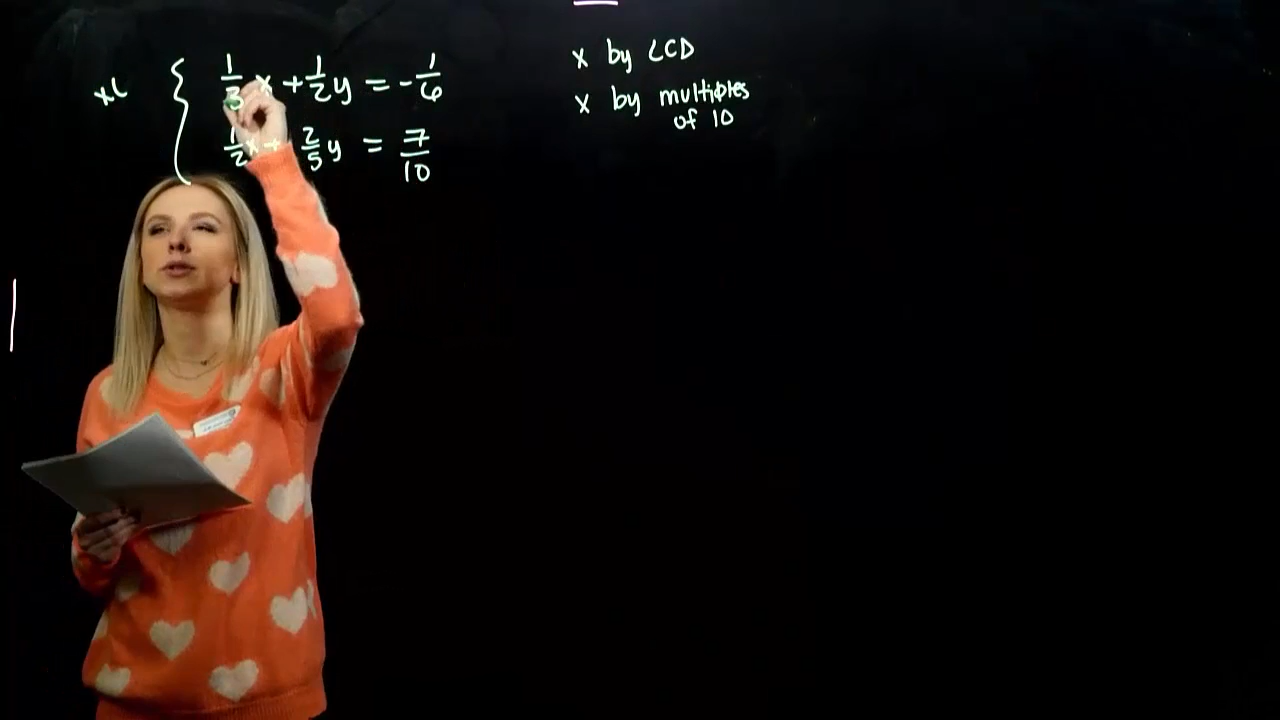 x by LCD
x by multiples
of 10
x6 { 1/3 x + 1/2 y = - 1/6
1/2 x + 2/5 y = 7/10